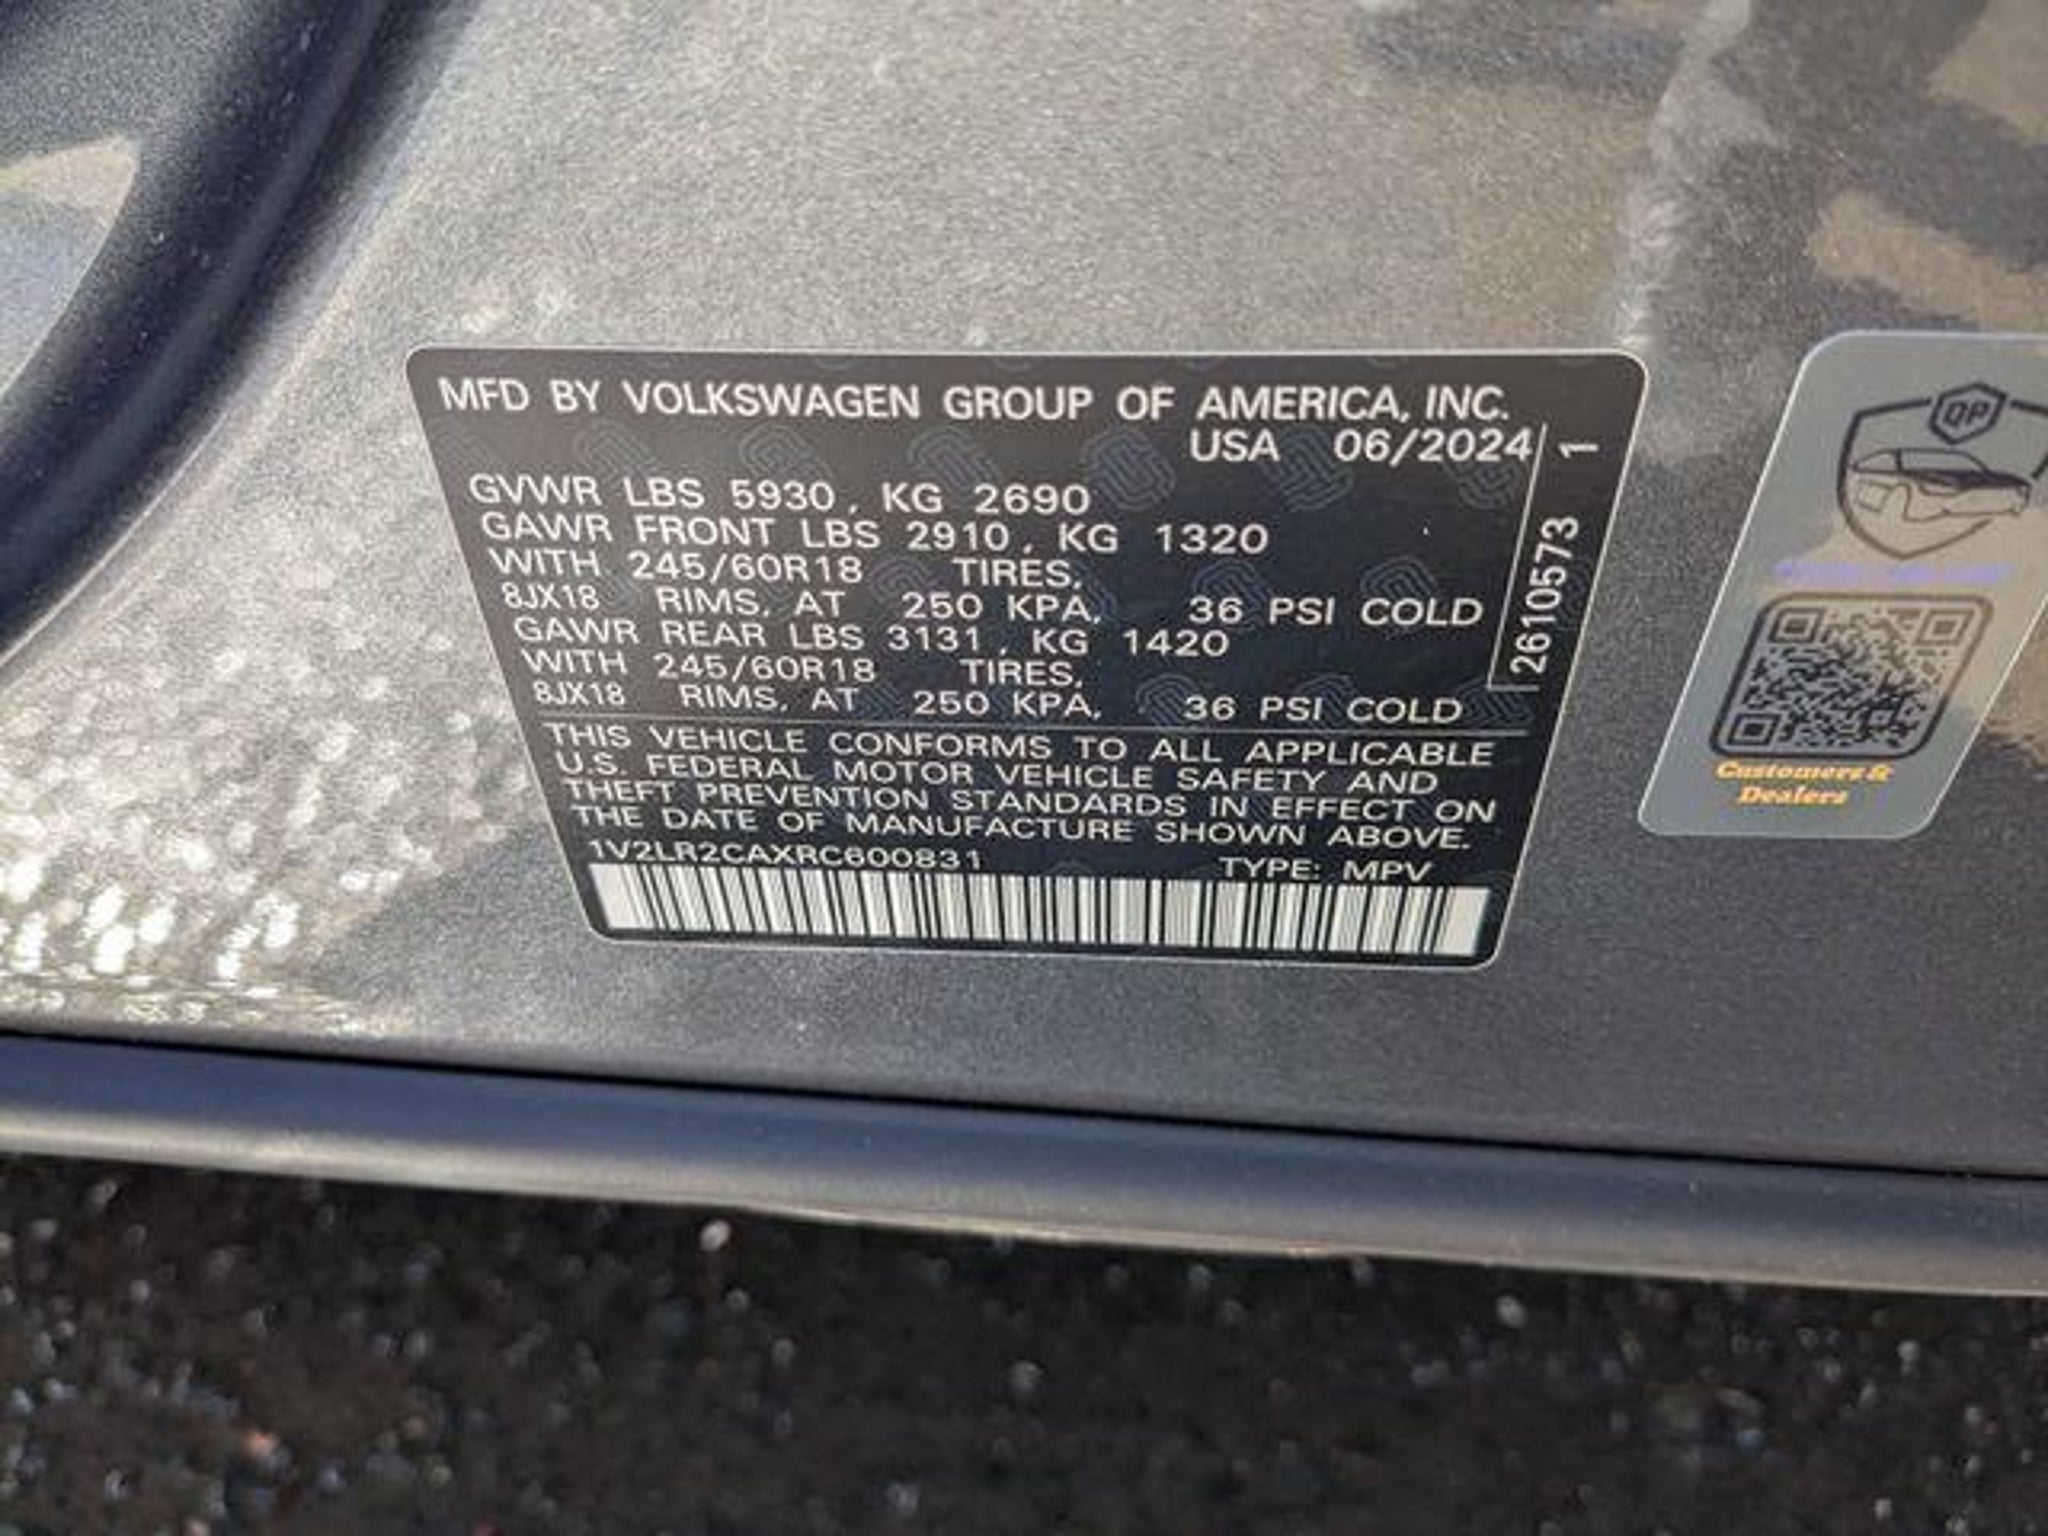 MFD BY VOLKSWAGEN GROUP OF AMERICA, INC.
USA 06/2024
GVWR LBS 5930, KG 2690
GAWR FRONT LBS 2910, KG 1320
WITH 245/60R18 TIRES,
8JX18 RIMS, AT 250 KPA, 36 PSI COLD
GAWR REAR LBS 3131, KG 1420
WITH 245/60R18 TIRES,
8JX18 RIMS, AT 250 KPA, 36 PSI COLD
THIS VEHICLE CONFORMS TO ALL APPLICABLE
U.S. FEDERAL MOTOR VEHICLE SAFETY AND
THEFT PREVENTION STANDARDS IN EFFECT ON
THE DATE OF MANUFACTURE SHOWN ABOVE.
1V2LR2CAXRC600831 TYPE: MPV
2610573 1
QP
Customers &
Dealers